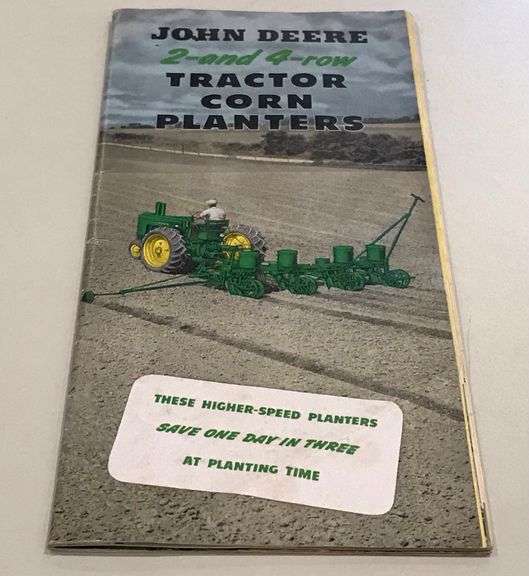 JOHN DEERE
2-and 4-row
TRACTOR
CORN
PLANTERS
THESE HIGHER-SPEED PLANTERS
SAVE ONE DAY IN THREE
AT PLANTING TIME